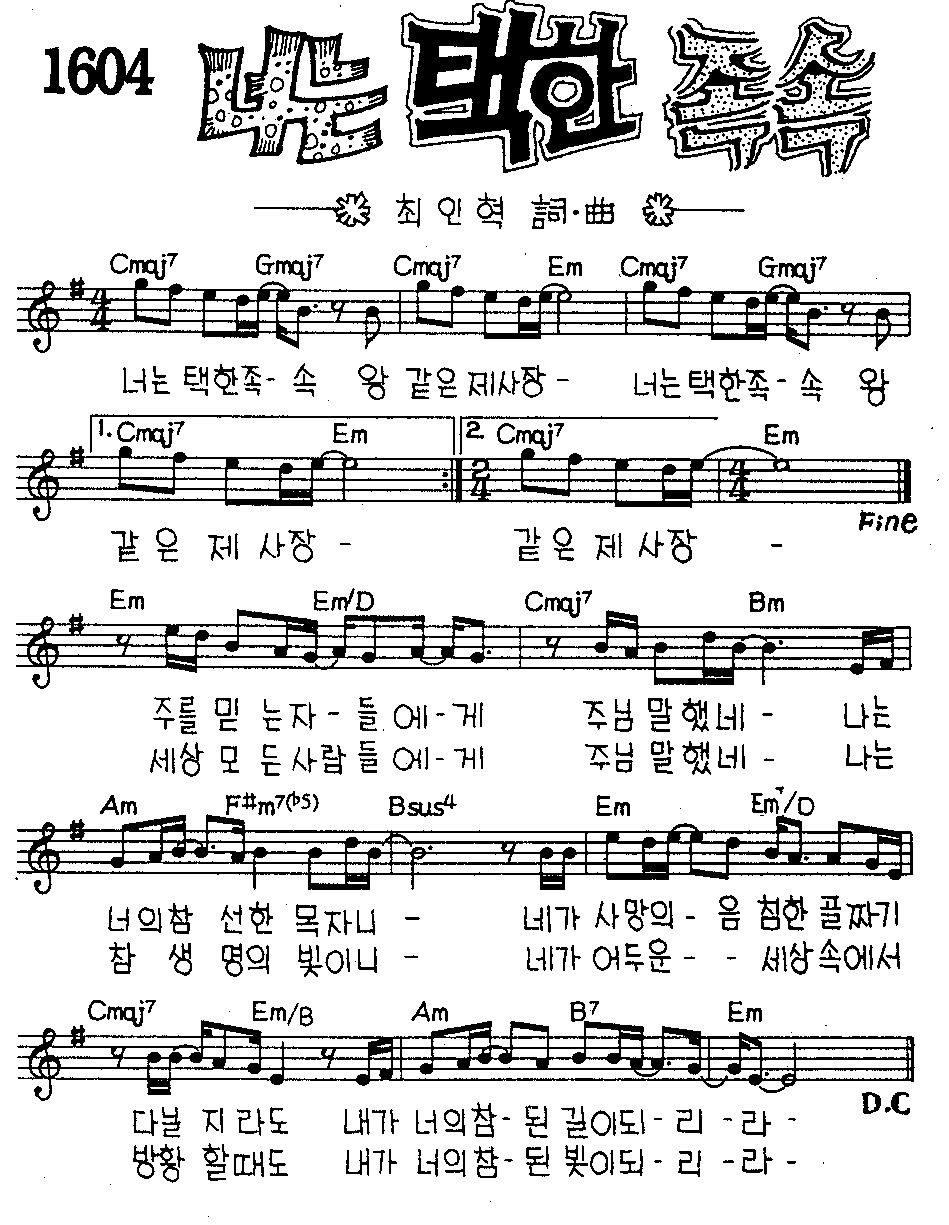 1604 너는 택한 족속
최인혁 詞·曲
Cmaj7 Gmaj7 Cmaj7 Em Cmaj7 Gmaj7
너는 택한족- 속 왕 같은제사장- 너는택한족- 속 왕
1. Cmaj7 Em 2. Cmaj7 Em
Fine
같은 제 사장 - 같은 제 사장 -
Em Em/D Cmaj7 Bm
주를 믿 는자- 들 에- 게 주님 말했네 - 나는
세상 모 든사람들에- 게 주님 말했네 - 나는
Am F#m7(b5) Bsus4 Em Em7/D
너의참 선한 목자니 - 네가 사망의- 음 침한 골짜기
참 생 명의 빛이니 - 네가 어두운- - 세상속에서
Cmaj7 Em/B Am B7 Em
D.C
다닐 지 라도 내가 너의참- 된 길이되- 리 - 라 -
방황 할때도 내가 너의참- 된 빛이되- 리 - 라 -